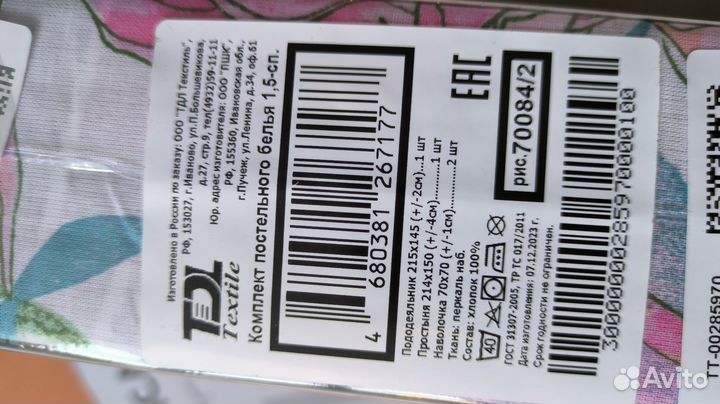 Изготовлено в России по заказу: ООО "ТДЛ Текстиль",
РФ, 153027, г.Иваново, ул.П.Большевикова,
д.27, стр.9, тел(4932)59-11-11
Юр. адрес изготовителя: ООО "ПШК",
РФ, 155360, Ивановская обл.,
г.Пучеж, ул.Ленина, д.34, оф.61
TDL
Textile
Комплект постельного белья 1,5-сп.
4 680381 267177
Пододеяльник 215х145 (+/-2см)...1 шт
Простыня 214х150 (+/-4см)..........1 шт
Наволочка 70х70 (+/-1см)............2 шт
Ткань: перкаль наб.
Состав: хлопок 100%
40
ГОСТ 31307-2005, ТР ТС 017/2011
Дата изготовления: 07.12.2023 г.
Срок годности не ограничен.
EAC
рис.70084/2
3000000028597000000100
ТТ-00285970
Avito